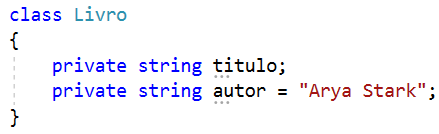 class Livro
{
    private string titulo;
    private string autor = "Arya Stark";
}